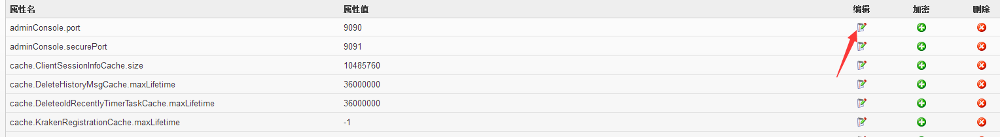 属性名 属性值 编辑 加密 删除
adminConsole.port 9090
adminConsole.securePort 9091
cache.ClientSessionInfoCache.size 10485760
cache.DeleteHistoryMsgCache.maxLifetime 36000000
cache.DeleteoldRecentlyTimerTaskCache.maxLifetime 36000000
cache.KrakenRegistrationCache.maxLifetime -1